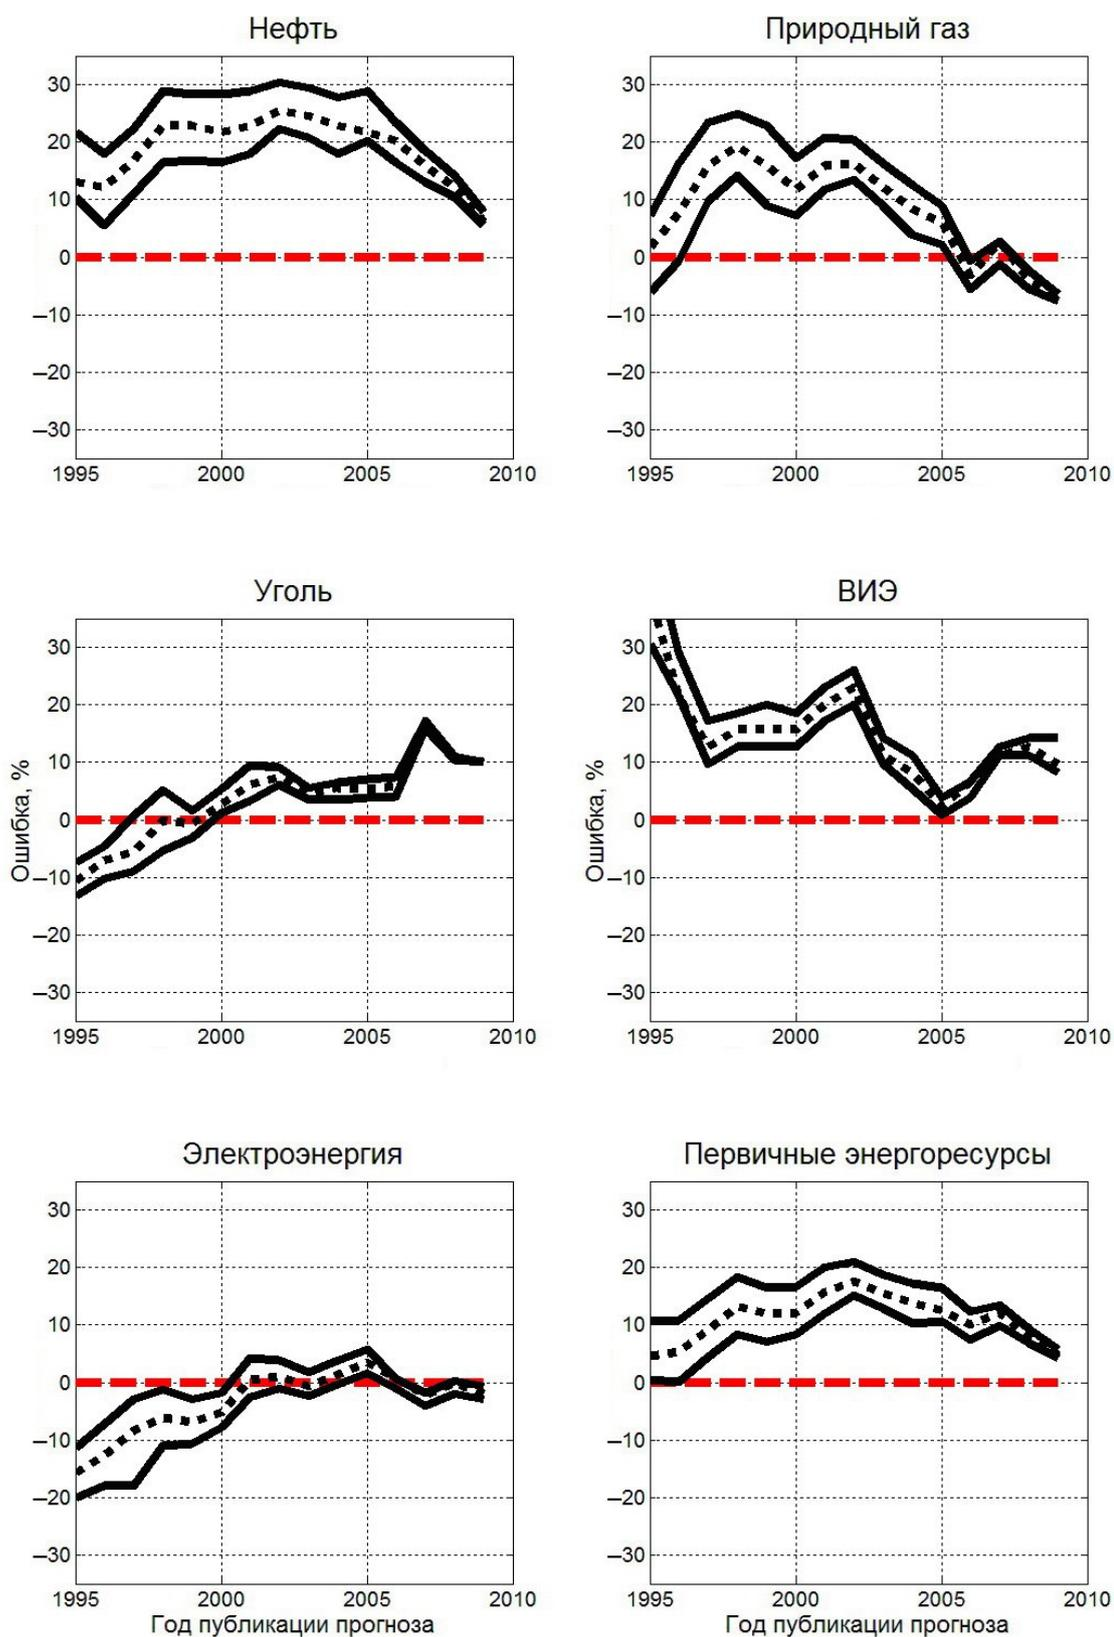 Нефть
30
20
10
0
–10
–20
–30
1995 2000 2005 2010
Природный газ
30
20
10
0
–10
–20
–30
1995 2000 2005 2010
Уголь
Ошибка, %
30
20
10
0
–10
–20
–30
1995 2000 2005 2010
ВИЭ
Ошибка, %
30
20
10
0
–10
–20
–30
1995 2000 2005 2010
Электроэнергия
30
20
10
0
–10
–20
–30
1995 2000 2005 2010
Год публикации прогноза
Первичные энергоресурсы
30
20
10
0
–10
–20
–30
1995 2000 2005 2010
Год публикации прогноза